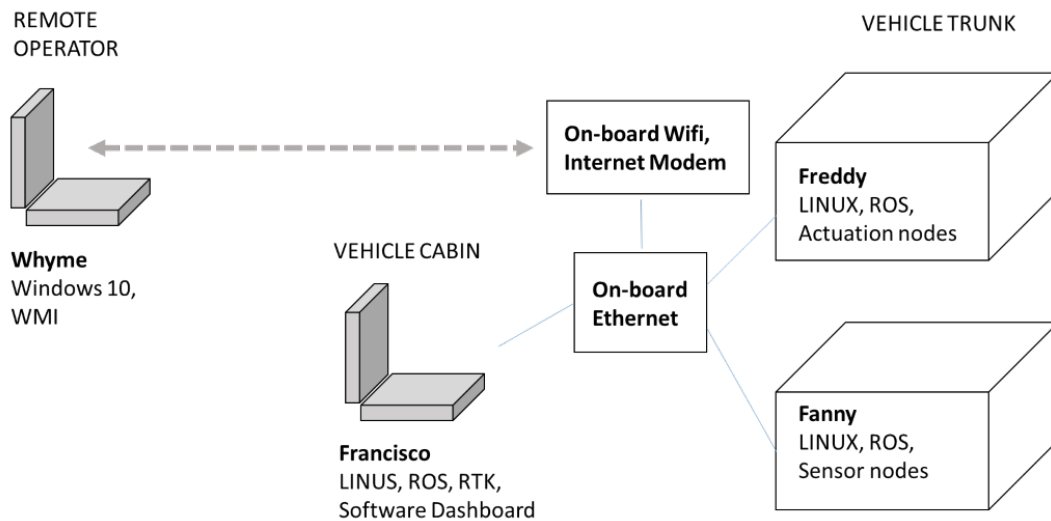 REMOTE
OPERATOR
VEHICLE TRUNK
On-board Wifi,
Internet Modem
Freddy
LINUX, ROS,
Actuation nodes
Whyme
Windows 10,
WMI
VEHICLE CABIN
On-board
Ethernet
Francisco
LINUS, ROS, RTK,
Software Dashboard
Fanny
LINUX, ROS,
Sensor nodes